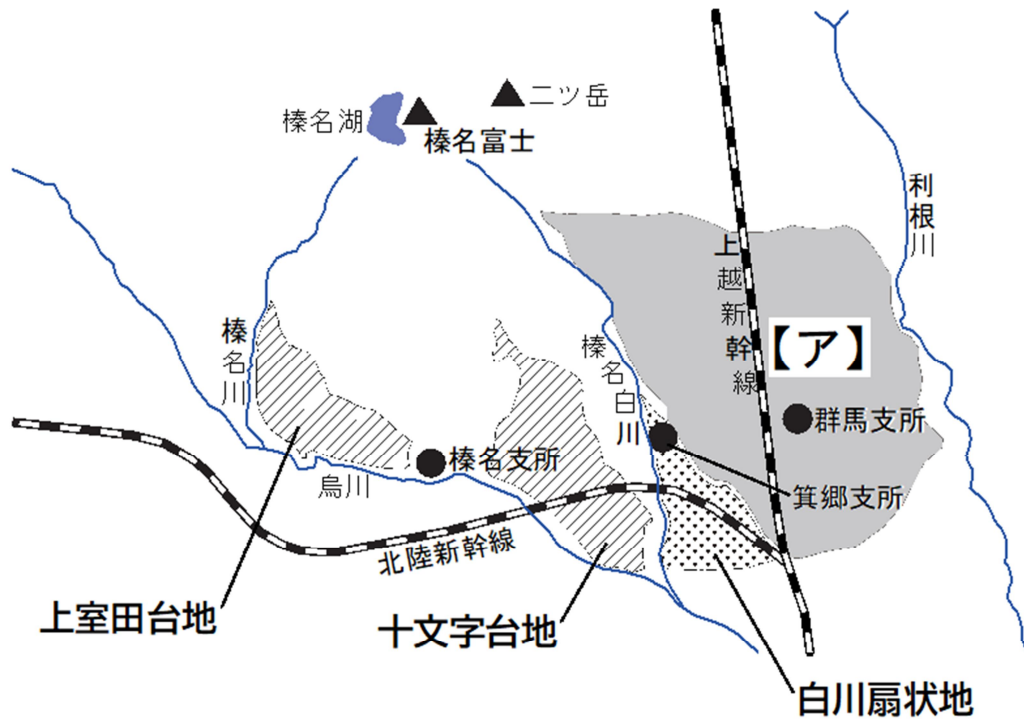 二ツ岳
榛名湖
榛名富士
利根川
上越新幹線
榛名川
榛名白川
【ア】
群馬支所
榛名支所
烏川
箕郷支所
北陸新幹線
上室田台地
十文字台地
白川扇状地